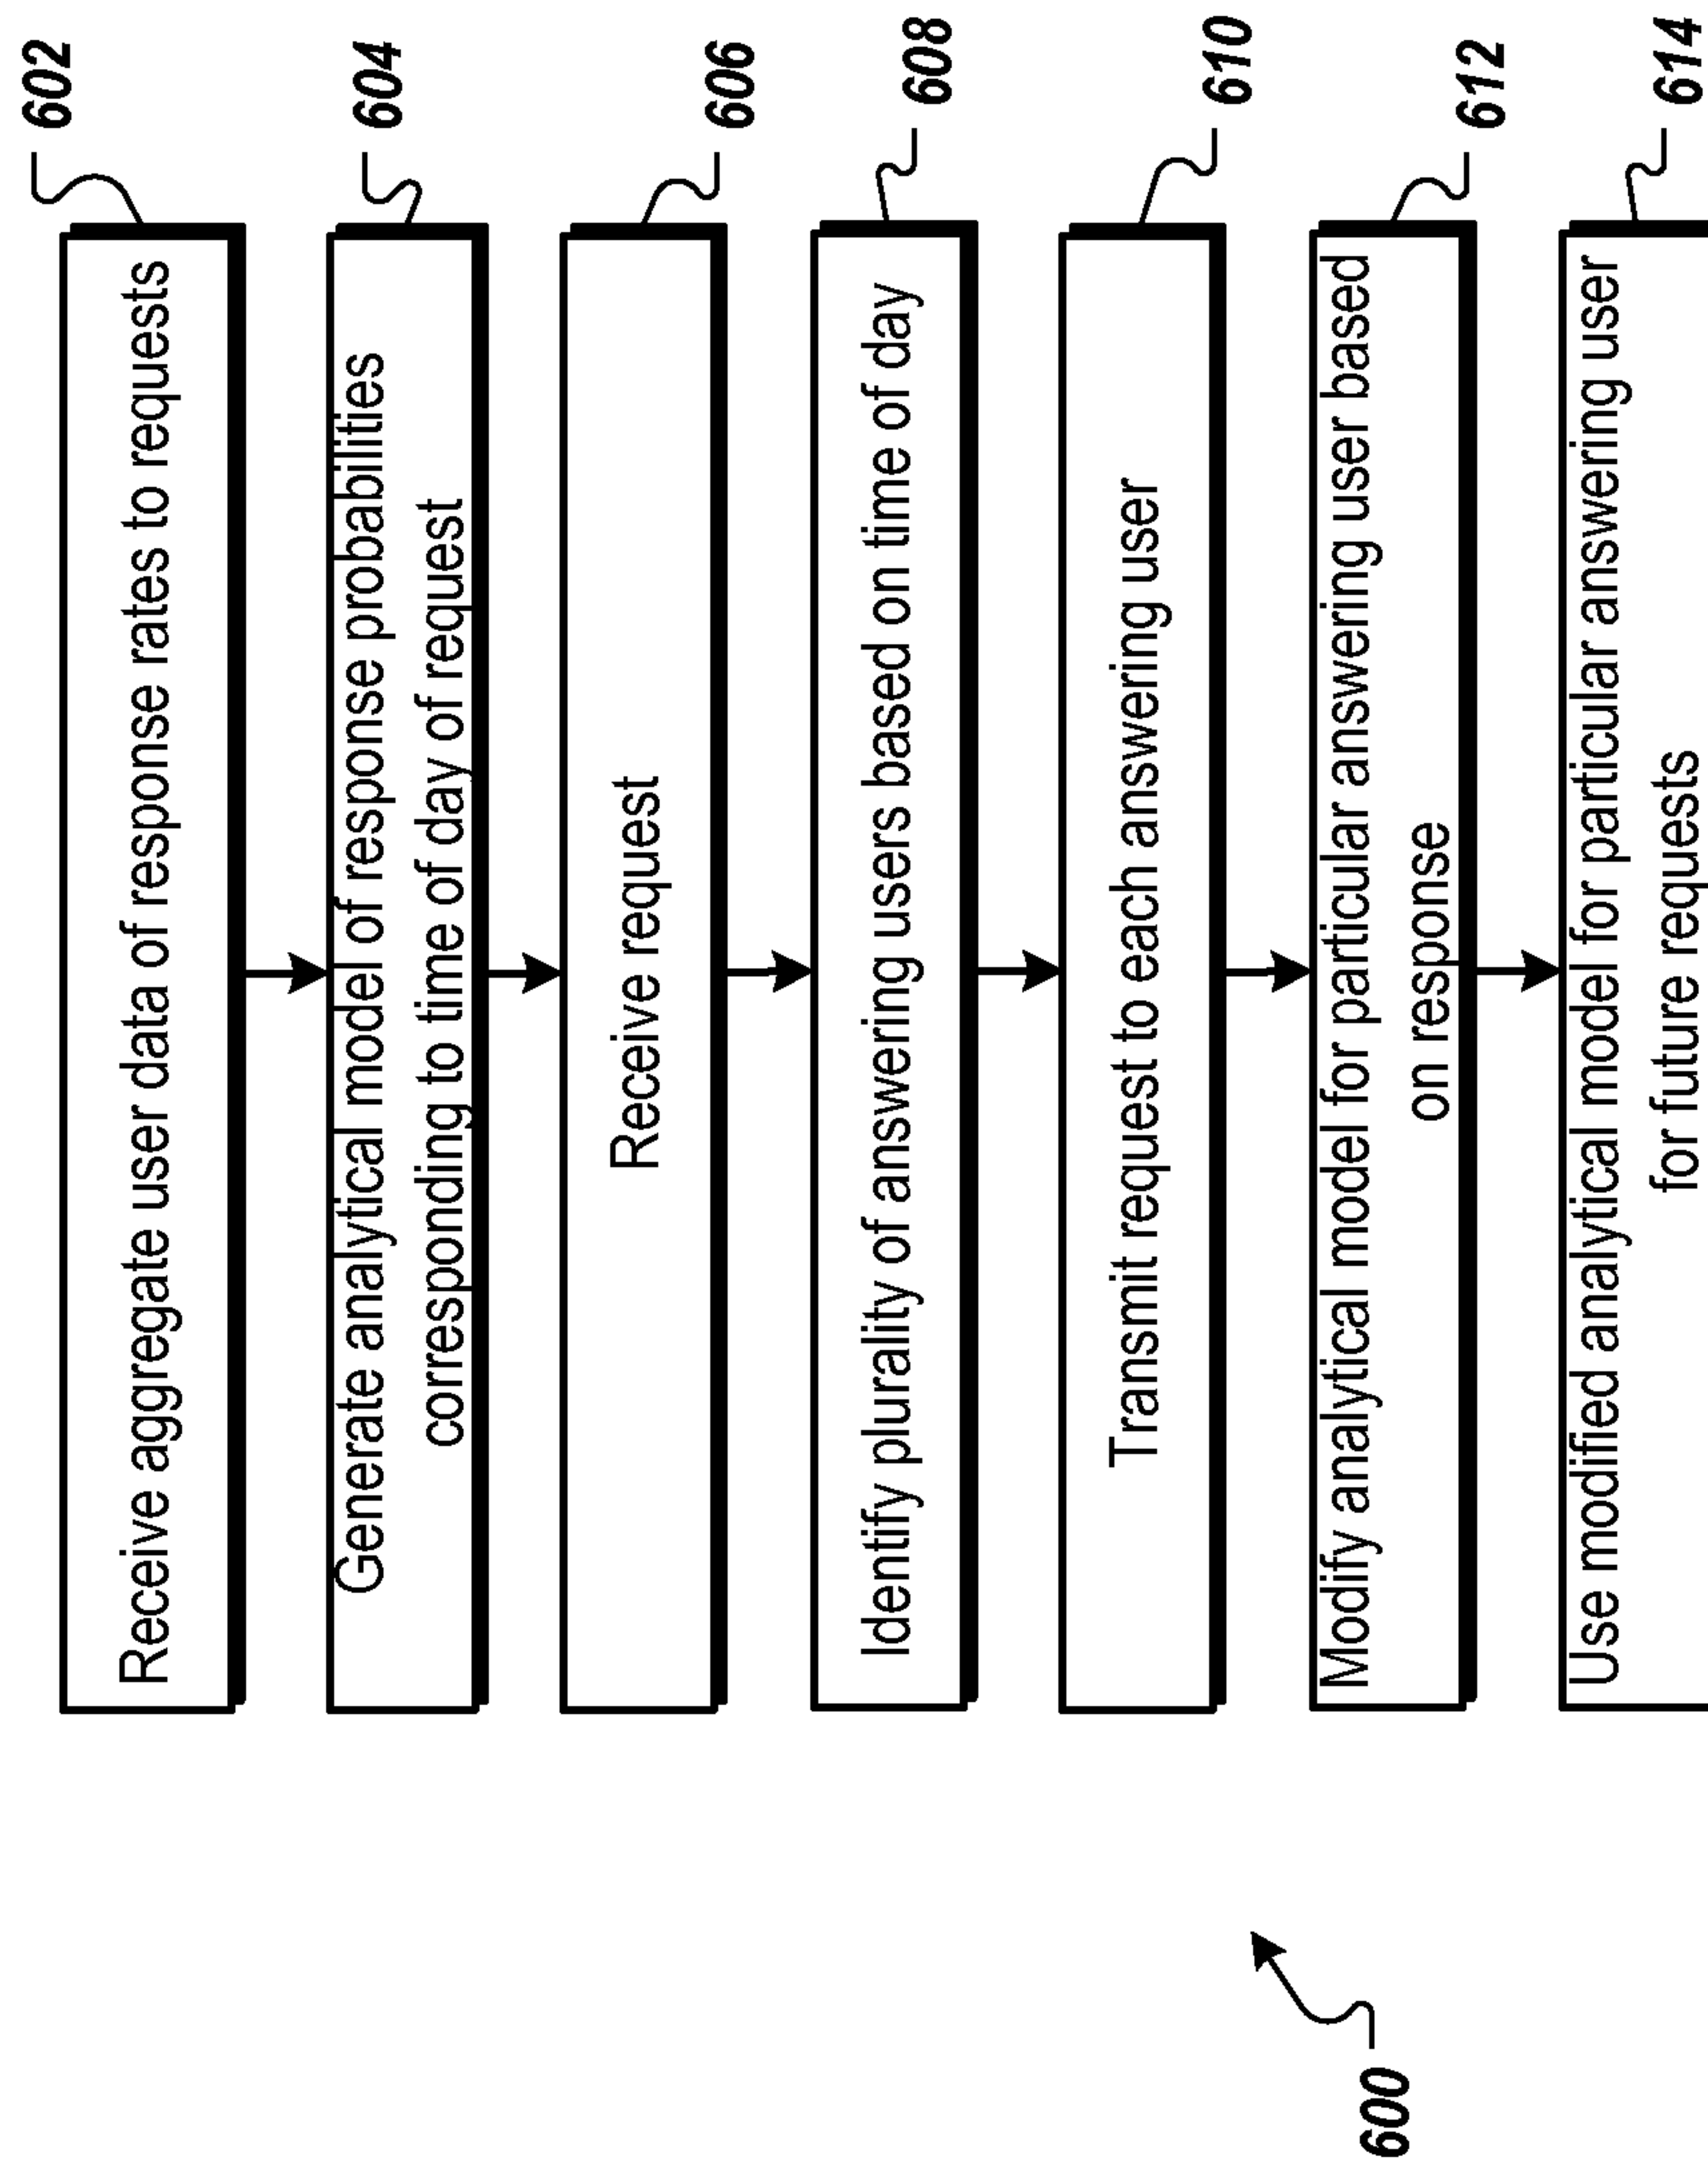 602
Receive aggregate user data of response rates to requests
604
Generate analytical model of response probabilities
corresponding to time of day of request
606
Receive request
608
Identify plurality of answering users based on time of day
610
Transmit request to each answering user
612
Modify analytical model for particular answering user based
on response
614
Use modified analytical model for particular answering user
for future requests
600